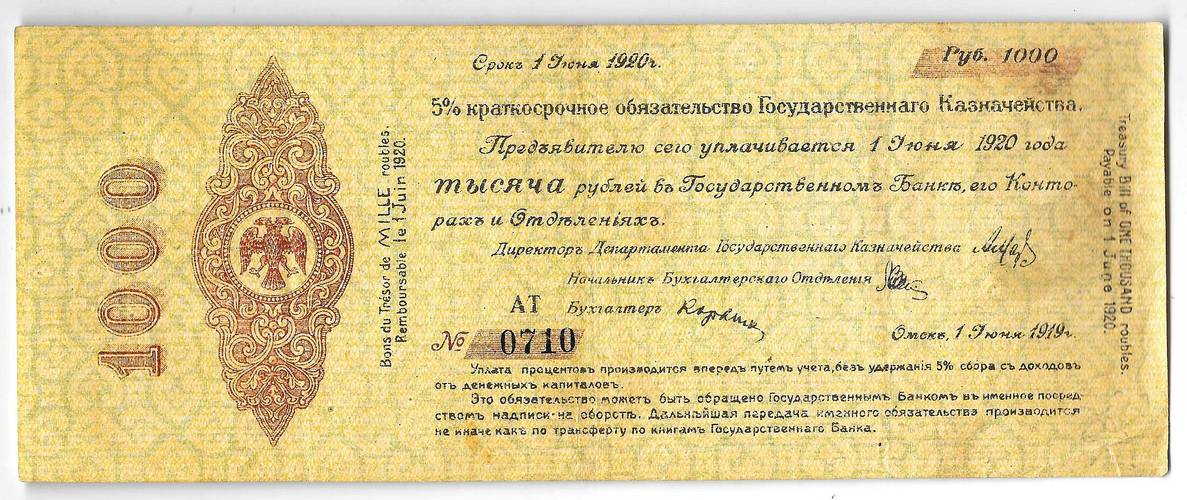 1000
Bons du Trésor de MILLE roubles.
Remboursable le 1 Juin 1920.
Срокъ 1 Июня 1920г.
Руб. 1000
5% краткосрочное обязательство Государственнаго Казначейства.
Предъявителю сего уплачивается 1 Июня 1920 года
тысяча рублей въ Государственномъ Банкѣ, его Конто-
рахъ и Отдѣленіяхъ.
Директоръ Департамента Государственнаго Казначейства
Начальникъ Бухгалтерскаго Отдѣленія
АТ Бухгалтеръ
№ 0710
Омскъ, 1 Июня 1919г.
Уплата процентовъ производится впередъ путемъ учета, безъ удержанія 5% сбора съ доходовъ
отъ денежныхъ капиталовъ.
Это обязательство можетъ быть обращено Государственнымъ Банкомъ въ именное посред-
ствомъ надписи на оборотѣ. Дальнѣйшая передача именного обязательства производится
не иначе какъ по трансферту по книгамъ Государственнаго Банка.
Treasury Bill of ONE THOUSAND roubles.
Payable on 1 June 1920.